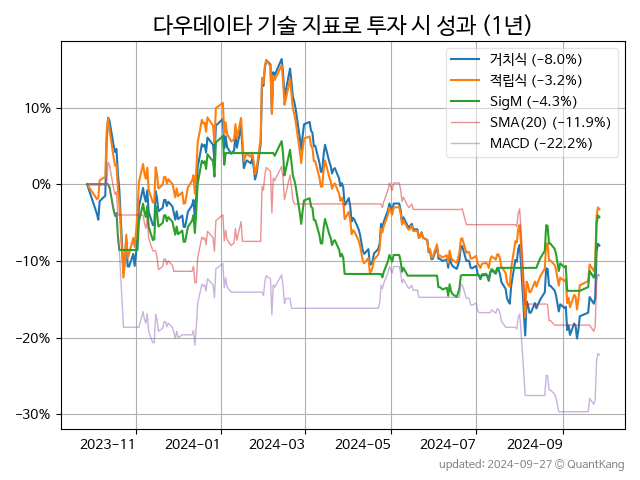 다우데이타 기술 지표로 투자 시 성과 (1년)
거치식 (−8.0%)
적립식 (−3.2%)
SigM (−4.3%)
SMA(20) (−11.9%)
MACD (−22.2%)
10%
0%
−10%
−20%
−30%
2023-11 2024-01 2024-03 2024-05 2024-07 2024-09
updated: 2024-09-27 © QuantKang